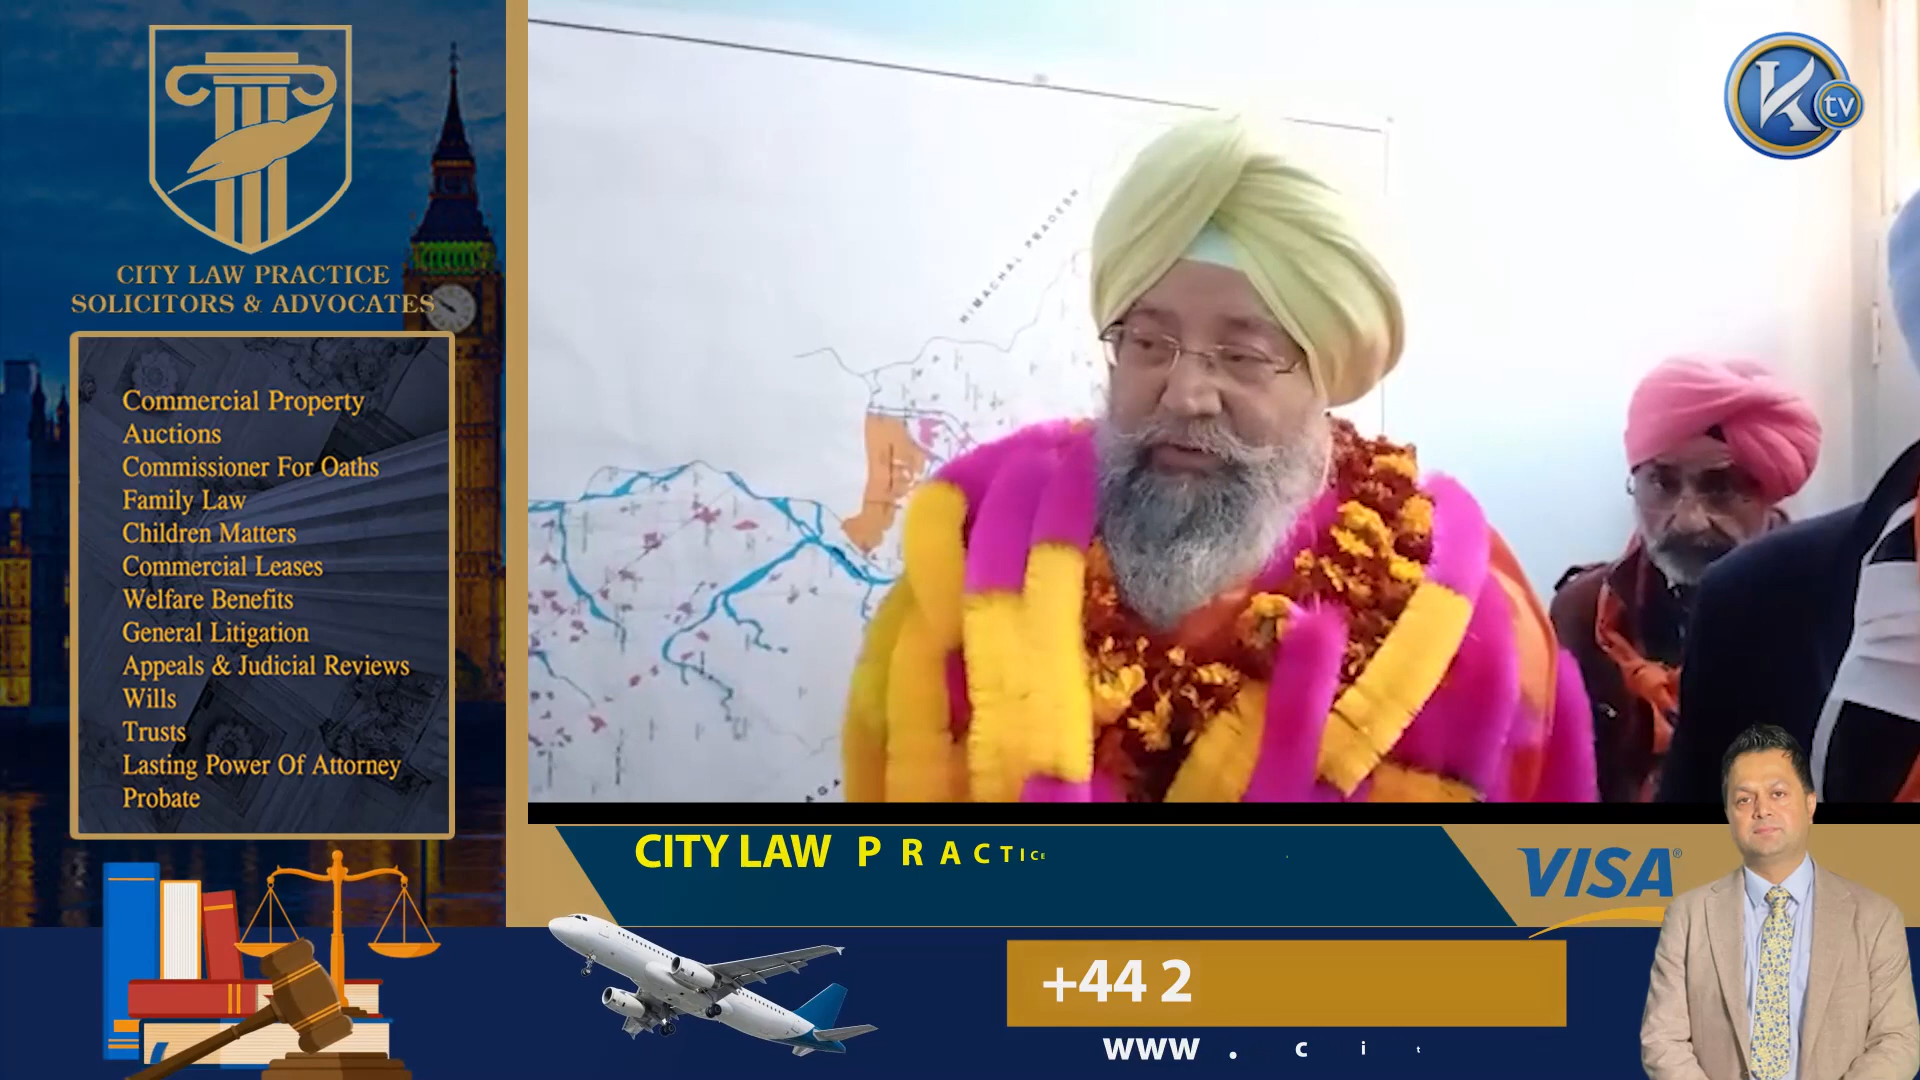 CITY LAW PRACTICE
SOLICITORS & ADVOCATES
Commercial Property
Auctions
Commissioner For Oaths
Family Law
Children Matters
Commercial Leases
Welfare Benefits
General Litigation
Appeals & Judicial Reviews
Wills
Trusts
Lasting Power Of Attorney
Probate
HIMACHAL PRADESH
K tv
CITY LAW PRACTICE
VISA
+44 2
www.cit